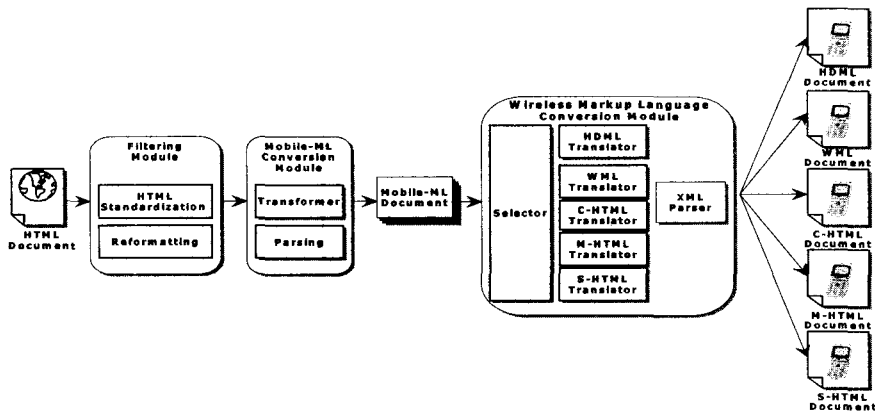 HTML
Document
Filtering
Module
HTML
Standardization
Reformatting
Mobile-ML
Conversion
Module
Transformer
Parsing
Mobile-ML
Document
Wireless Markup Language
Conversion Module
Selector
HDML
Translator
WML
Translator
C-HTML
Translator
M-HTML
Translator
S-HTML
Translator
XML
Parser
HDML
Document
WML
Document
C-HTML
Document
M-HTML
Document
S-HTML
Document